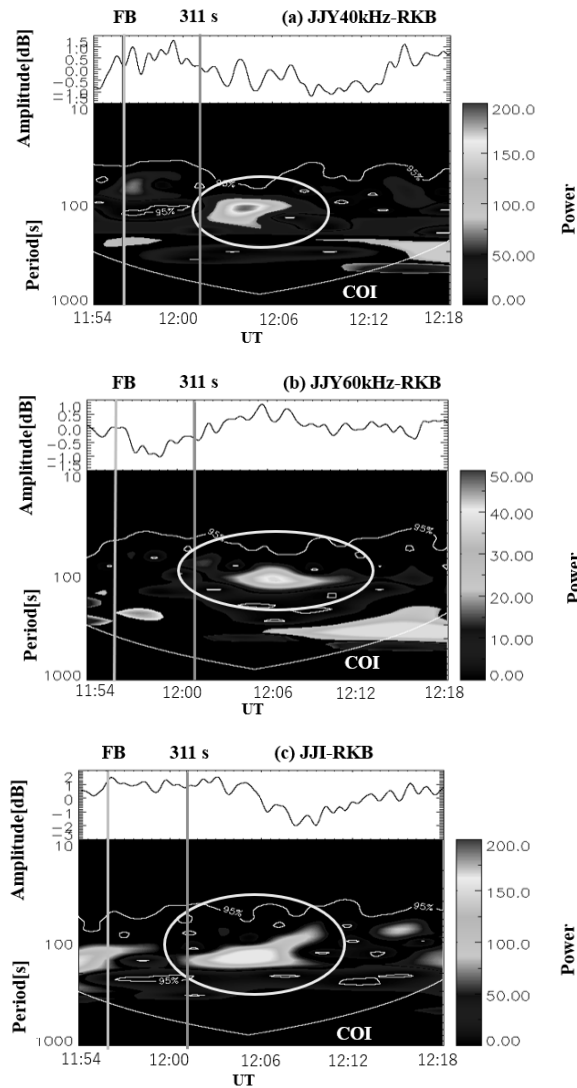 FB 311 s (a) JJY40kHz-RKB
Amplitude[dB]
1.5
1.0
0.5
0.0
-0.5
-1.0
-1.5
10
100
1000
Period[s]
95%
95%
95%
COI
200.0
150.0
100.0
50.00
0.00
Power
11:54 12:00 12:06 12:12 12:18
UT
FB 311 s (b) JJY60kHz-RKB
Amplitude[dB]
1.0
0.5
0.0
-0.5
-1.0
-1.5
10
100
1000
Period[s]
95%
95%
COI
50.00
40.00
30.00
20.00
10.00
0.00
Power
11:54 12:00 12:06 12:12 12:18
UT
FB 311 s (c) JJI-RKB
Amplitude[dB]
2
1
0
-1
-2
-3
10
100
1000
Period[s]
95%
95%
95%
COI
200.0
150.0
100.0
50.00
0.00
Power
11:54 12:00 12:06 12:12 12:18
UT